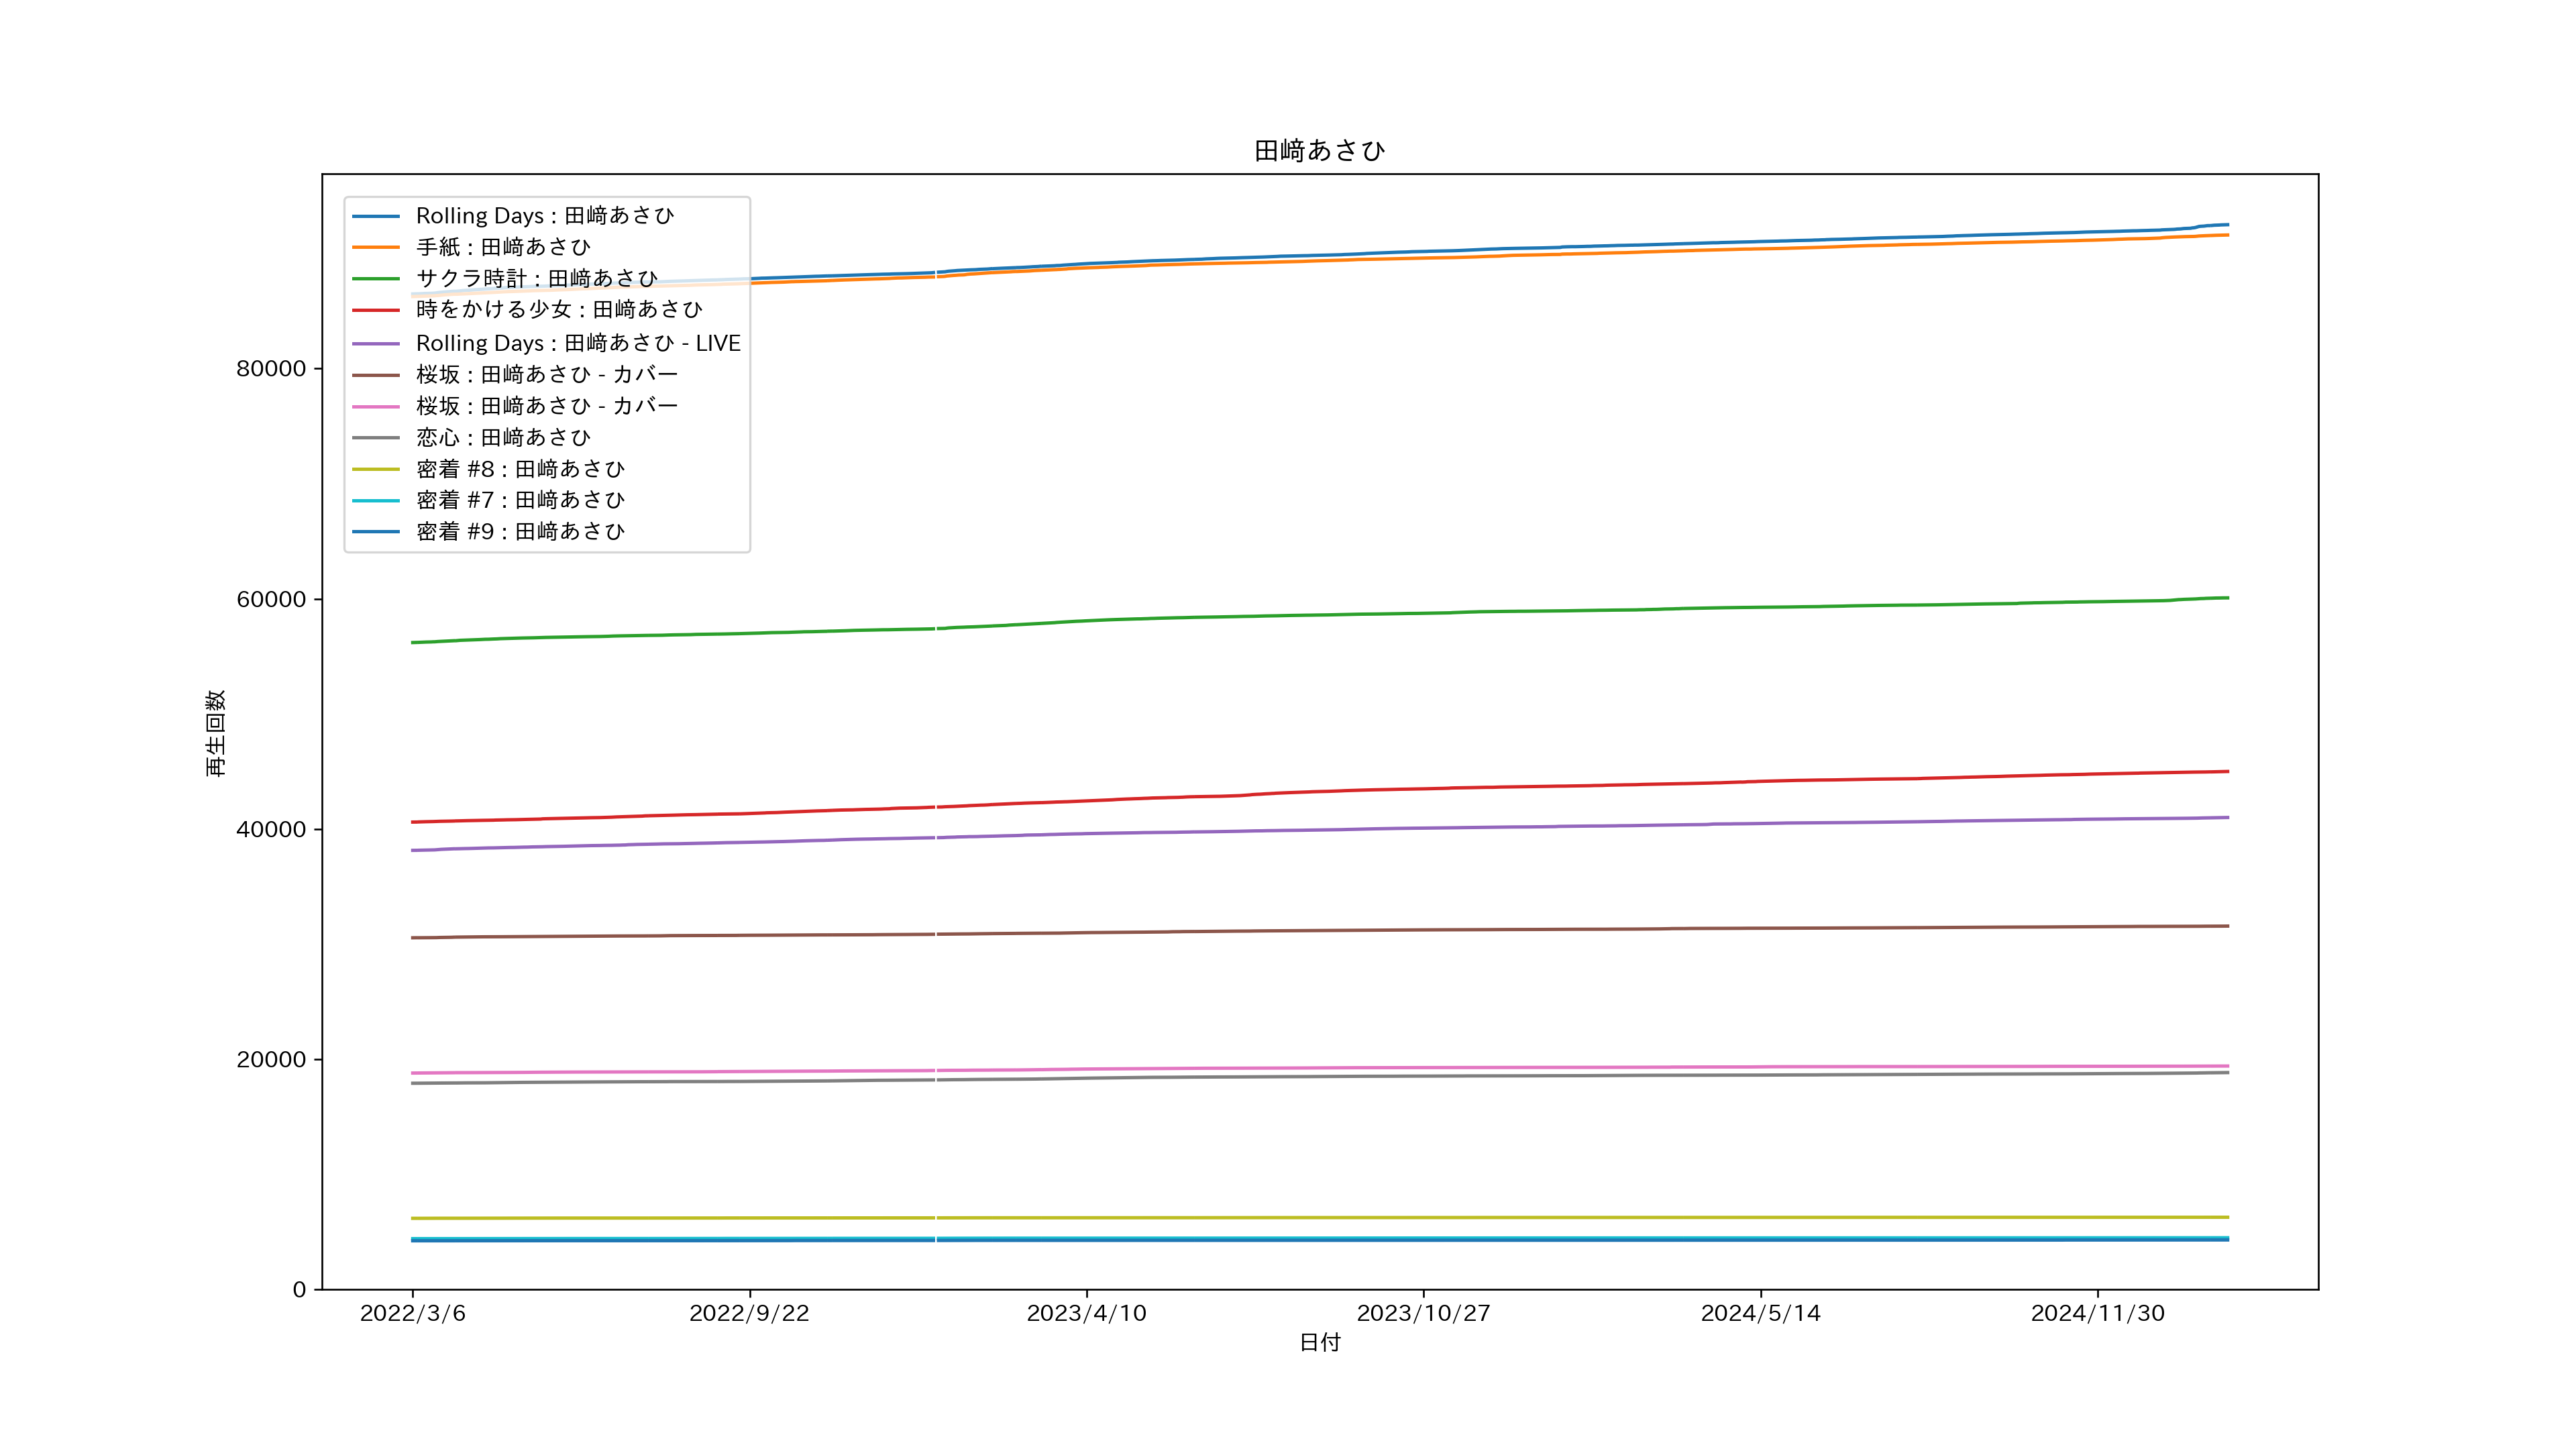 田﨑あさひ
Rolling Days : 田﨑あさひ
手紙 : 田﨑あさひ
サクラ時計 : 田﨑あさひ
時をかける少女 : 田﨑あさひ
Rolling Days : 田﨑あさひ - LIVE
桜坂 : 田﨑あさひ - カバー
桜坂 : 田﨑あさひ - カバー
恋心 : 田﨑あさひ
密着 #8 : 田﨑あさひ
密着 #7 : 田﨑あさひ
密着 #9 : 田﨑あさひ
80000
60000
40000
20000
0
再生回数
2022/3/6
2022/9/22
2023/4/10
2023/10/27
2024/5/14
2024/11/30
日付